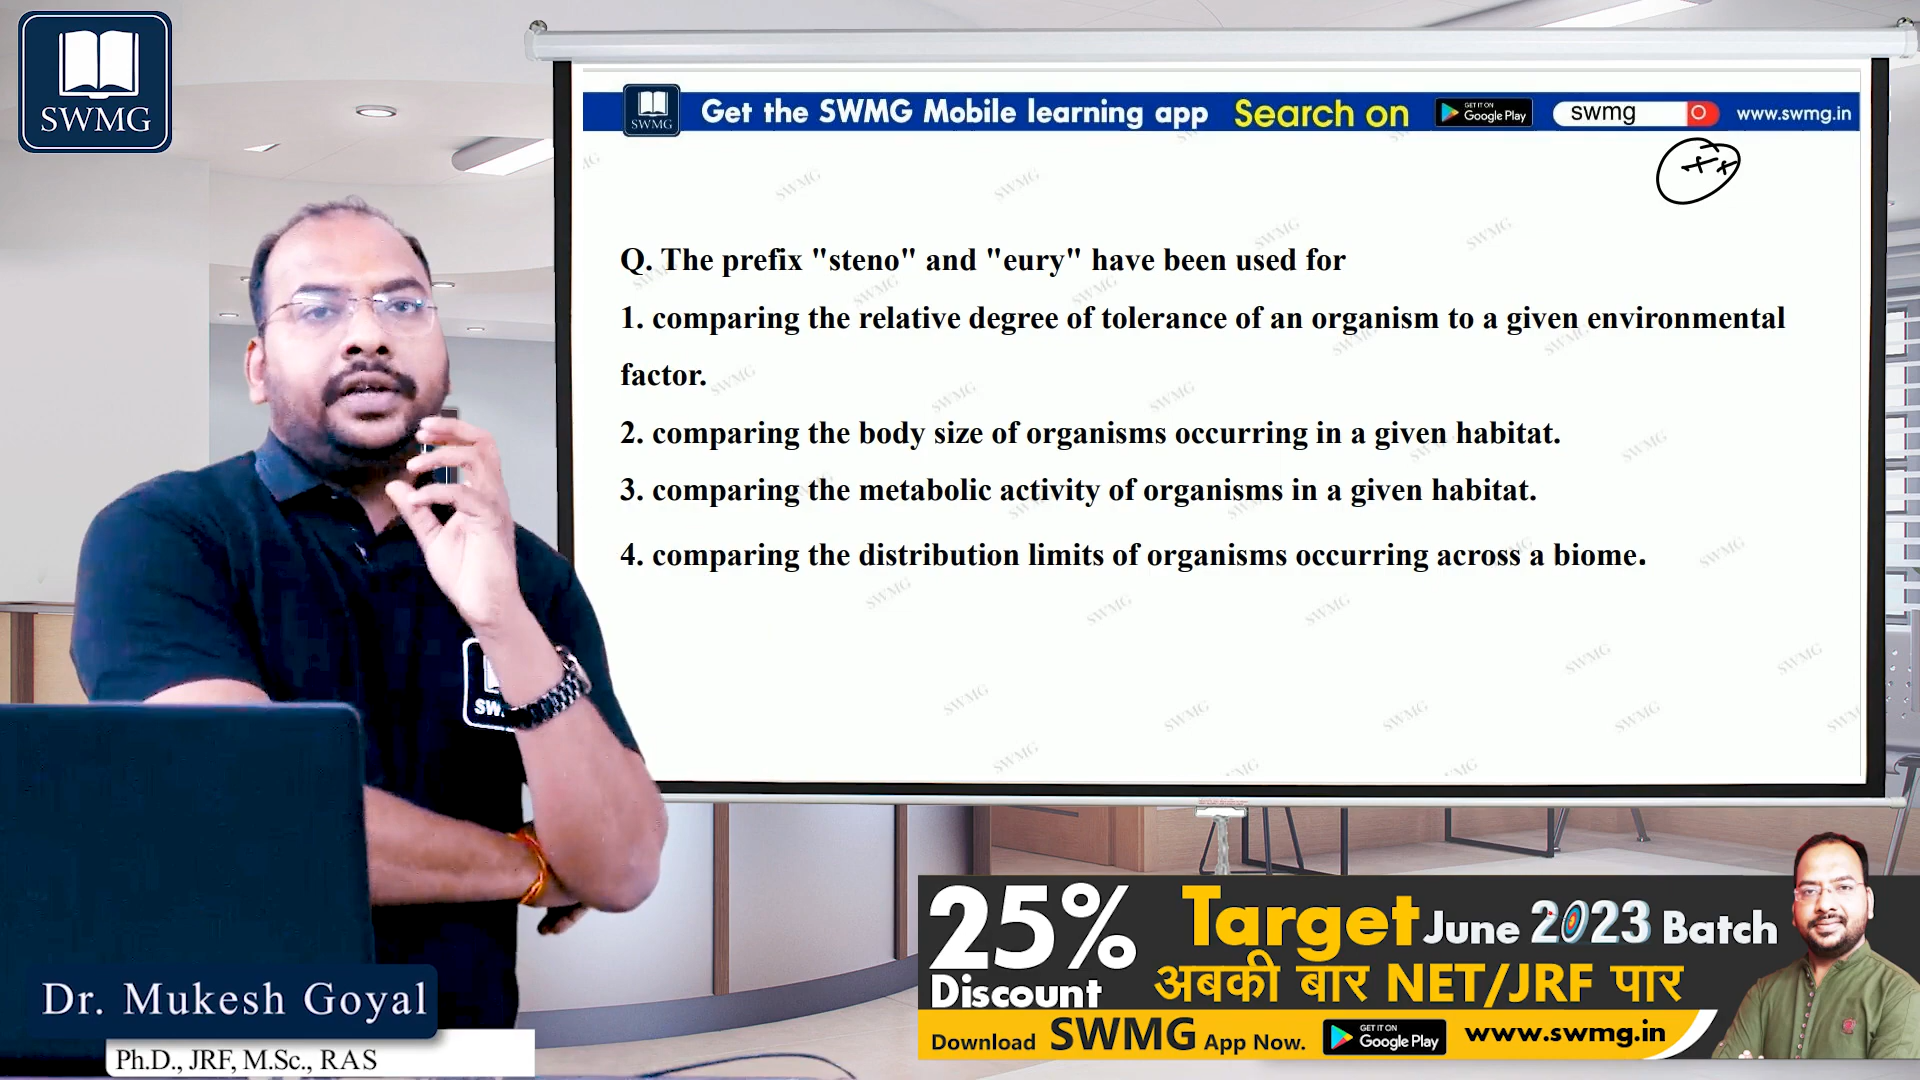 SWMG
SWMG
Get the SWMG Mobile learning app Search on GET IT ON Google Play swmg www.swmg.in
Q. The prefix "steno" and "eury" have been used for
1. comparing the relative degree of tolerance of an organism to a given environmental
factor.
2. comparing the body size of organisms occurring in a given habitat.
3. comparing the metabolic activity of organisms in a given habitat.
4. comparing the distribution limits of organisms occurring across a biome.
SW
25%
Discount
Target June 2023 Batch
अबकी बार NET/JRF पार
Download SWMG App Now. GET IT ON Google Play www.swmg.in
Dr. Mukesh Goyal
Ph.D., JRF, M.Sc., RAS